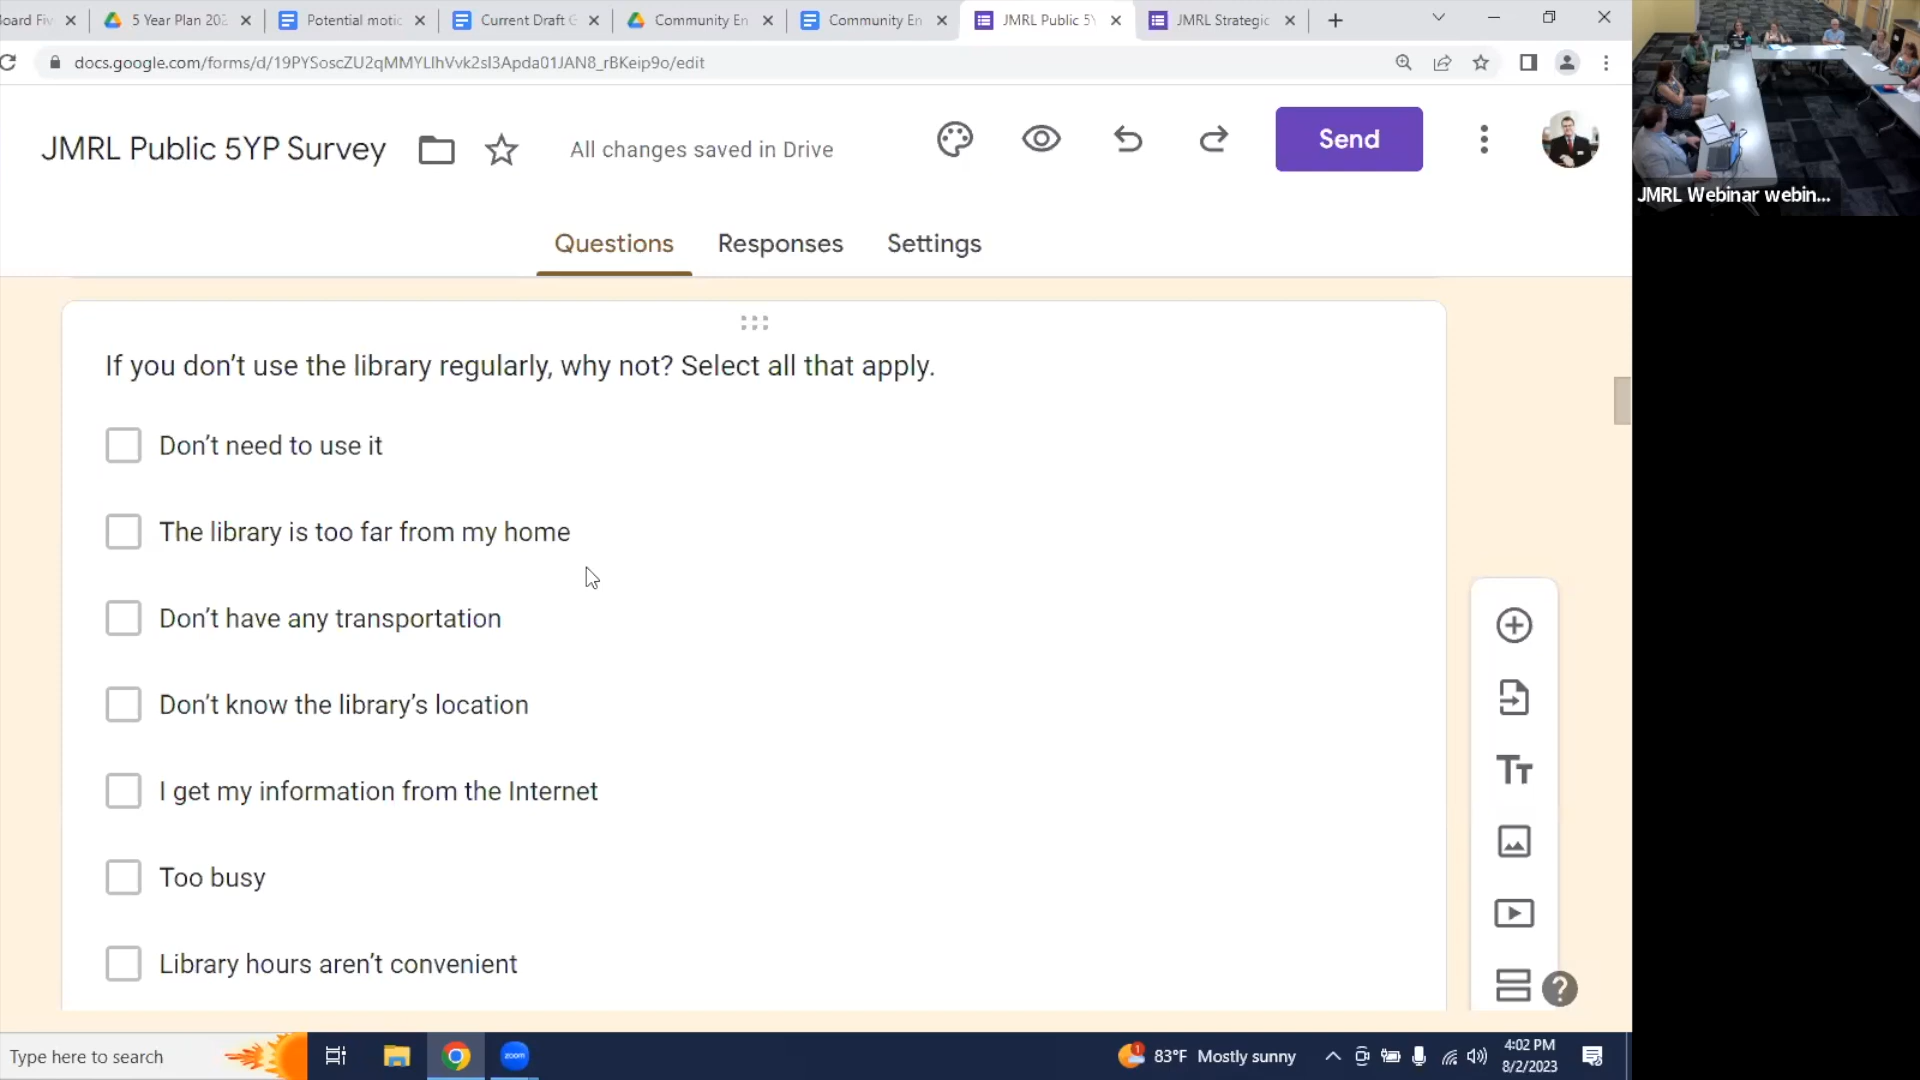 oard Fiv
5 Year Plan 202
Potential motic
Current Draft G
Community En
Community En
JMRL Public 5Y
JMRL Strategic
docs.google.com/forms/d/19PYSoscZU2qMMYLlhVvk2sl3Apda01JAN8_rBKeip9o/edit
JMRL Public 5YP Survey
All changes saved in Drive
Send
Questions
Responses
Settings
If you don’t use the library regularly, why not? Select all that apply.
Don’t need to use it
The library is too far from my home
Don’t have any transportation
Don’t know the library’s location
I get my information from the Internet
Too busy
Library hours aren’t convenient
JMRL Webinar webin...
Type here to search
zoom
1
83°F Mostly sunny
4:02 PM
8/2/2023